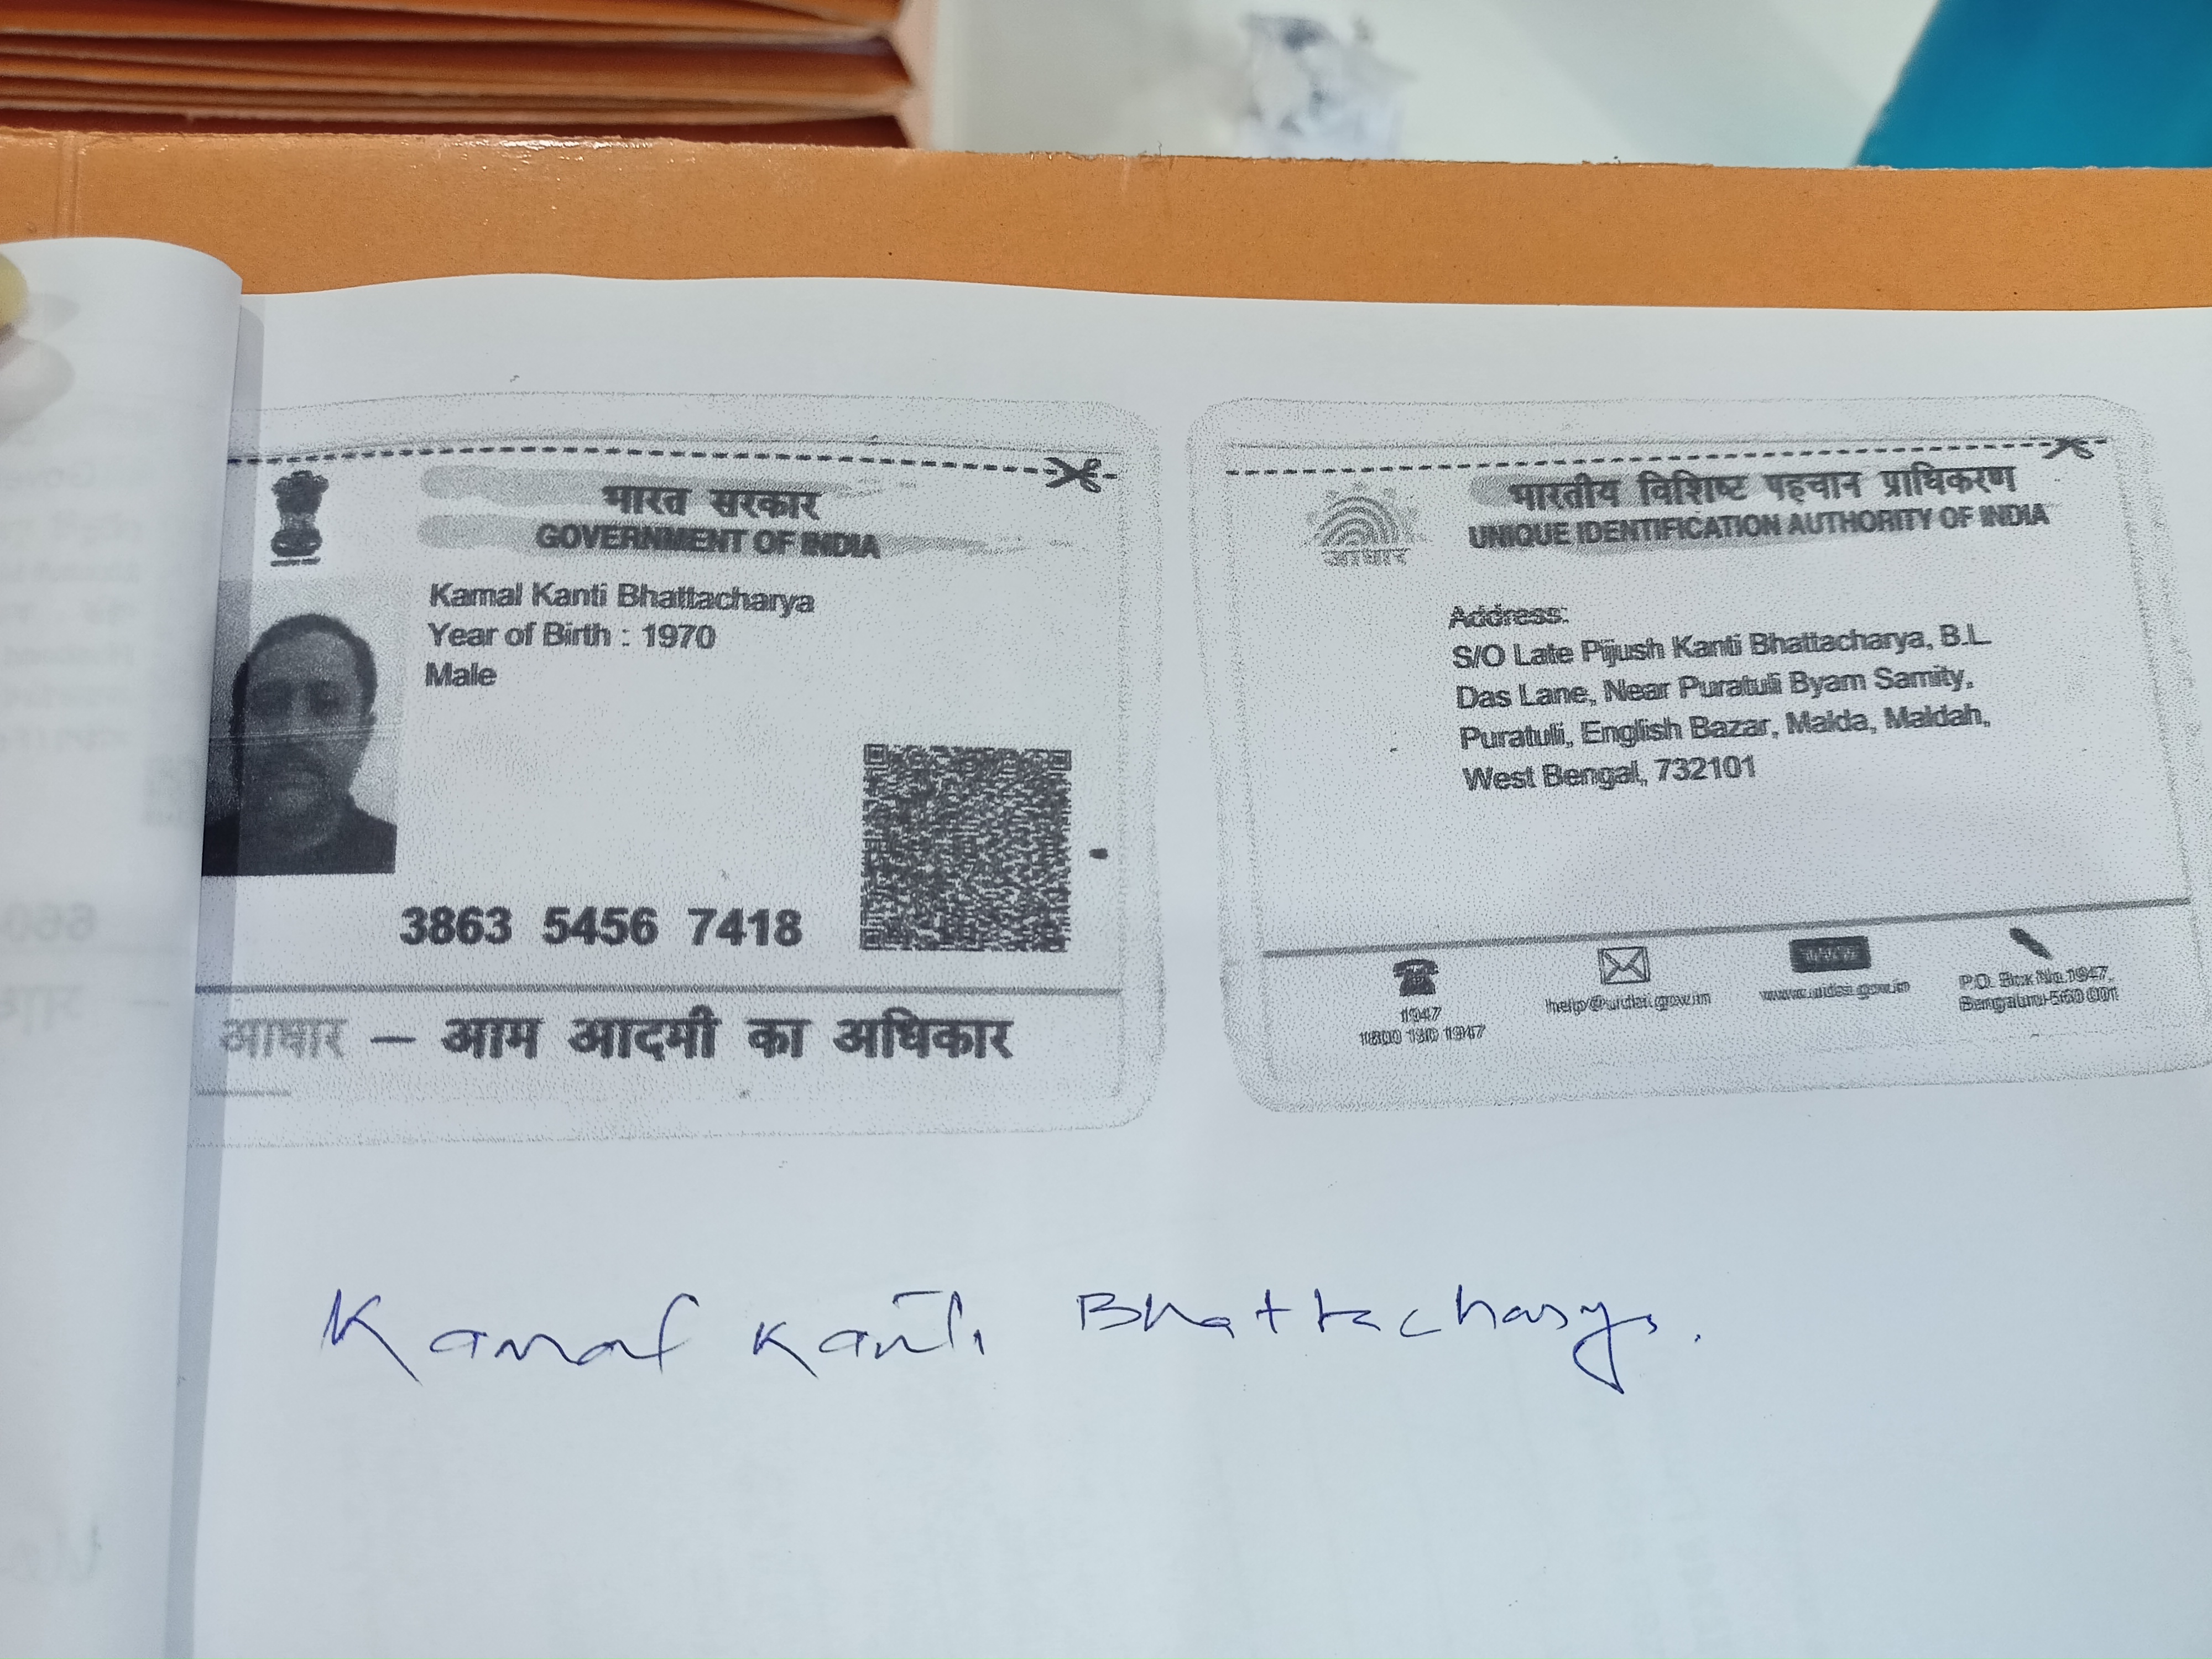 भारत सरकार
GOVERNMENT OF INDIA
Kamal Kanti Bhattacharya
Year of Birth : 1970
Male
3863 5456 7418
आधार – आम आदमी का अधिकार
भारतीय विशिष्ट पहचान प्राधिकरण
UNIQUE IDENTIFICATION AUTHORITY OF INDIA
आधार
Address:
S/O Late Pijush Kanti Bhattacharya, B.L.
Das Lane, Near Puratuli Byam Samity,
Puratuli, English Bazar, Malda, Maldah,
West Bengal, 732101
1947
1800 180 1947
help@uidai.gov.in
www.uidai.gov.in
P.O. Box No.1947,
Bengaluru-560 001
Kamal Kanti Bhattacharya.